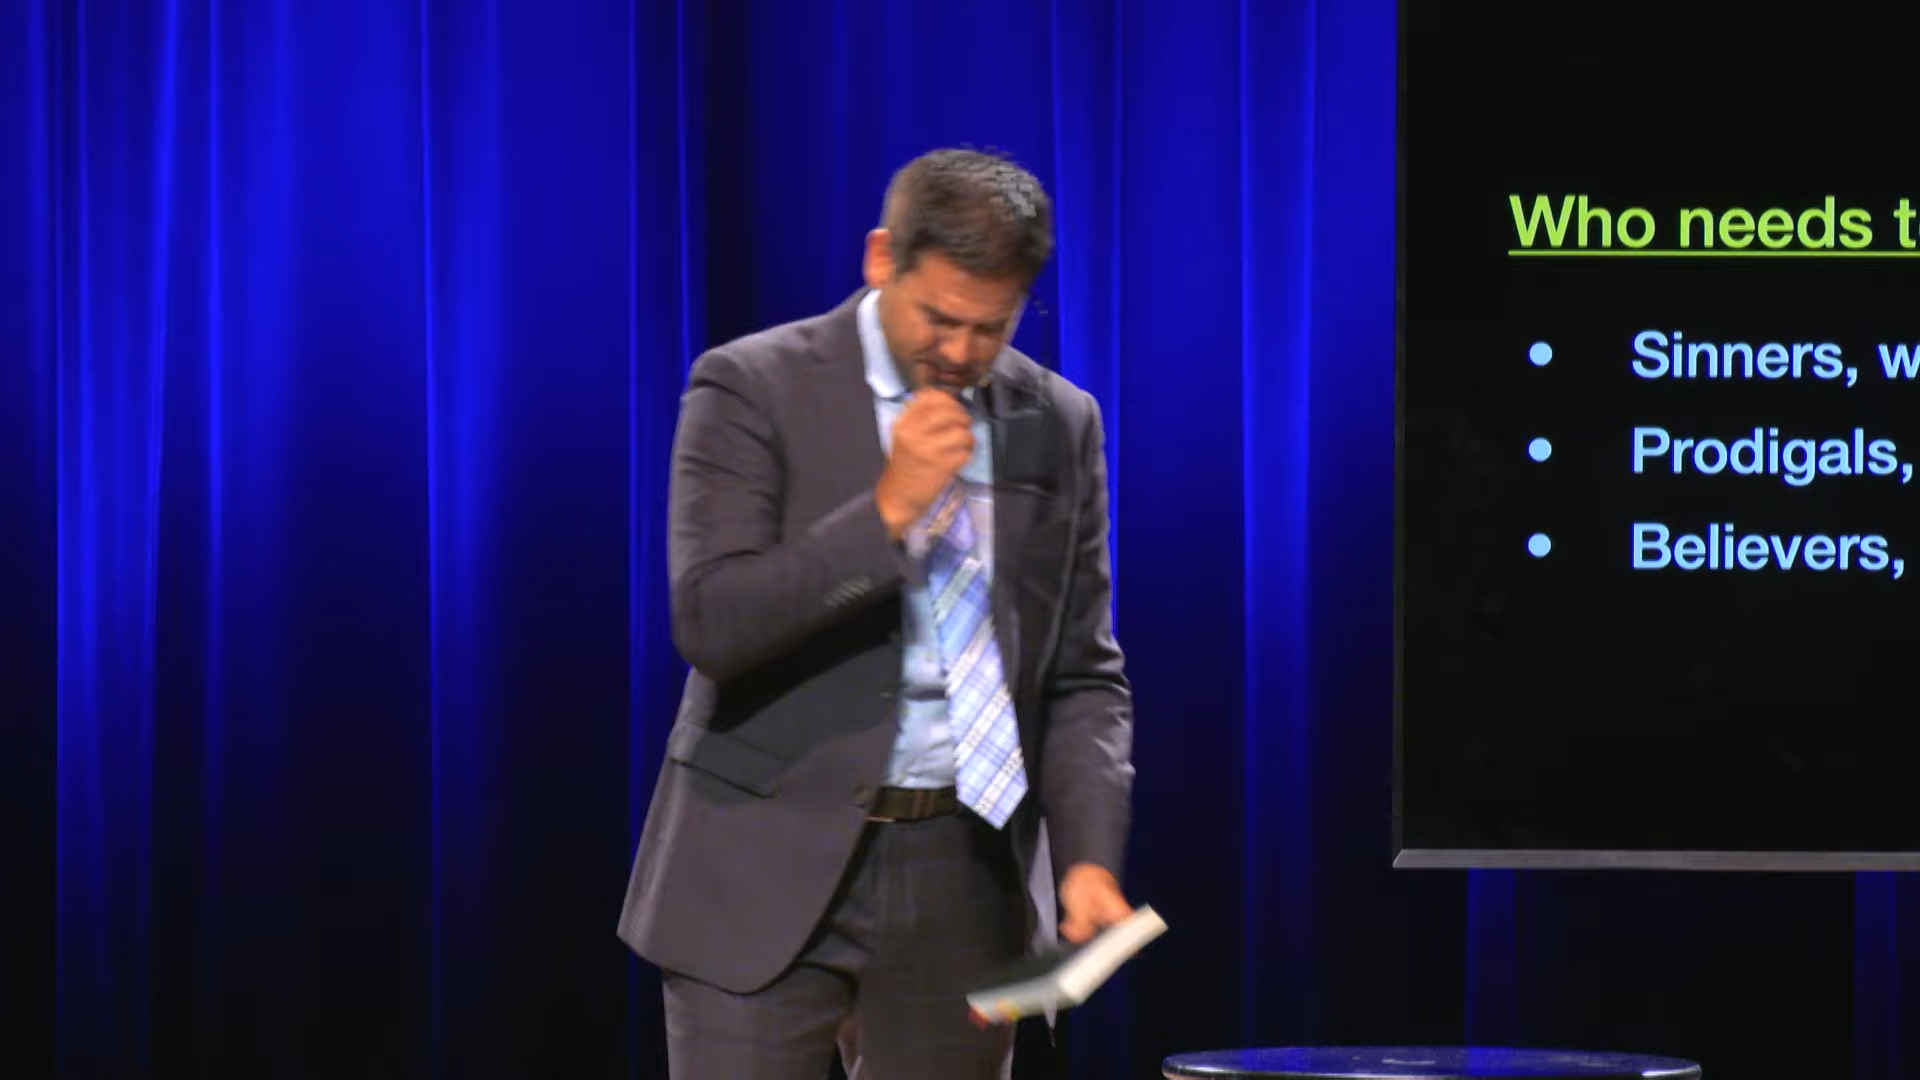 Who needs t
• Sinners, w
• Prodigals,
• Believers,